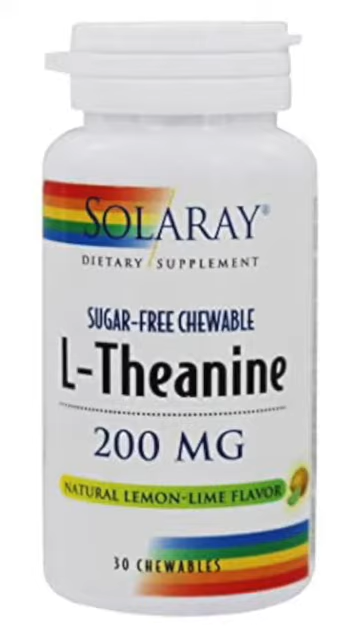 SOLARAY®
DIETARY SUPPLEMENT
SUGAR-FREE CHEWABLE
L-Theanine
200 MG
NATURAL LEMON-LIME FLAVOR
30 CHEWABLES